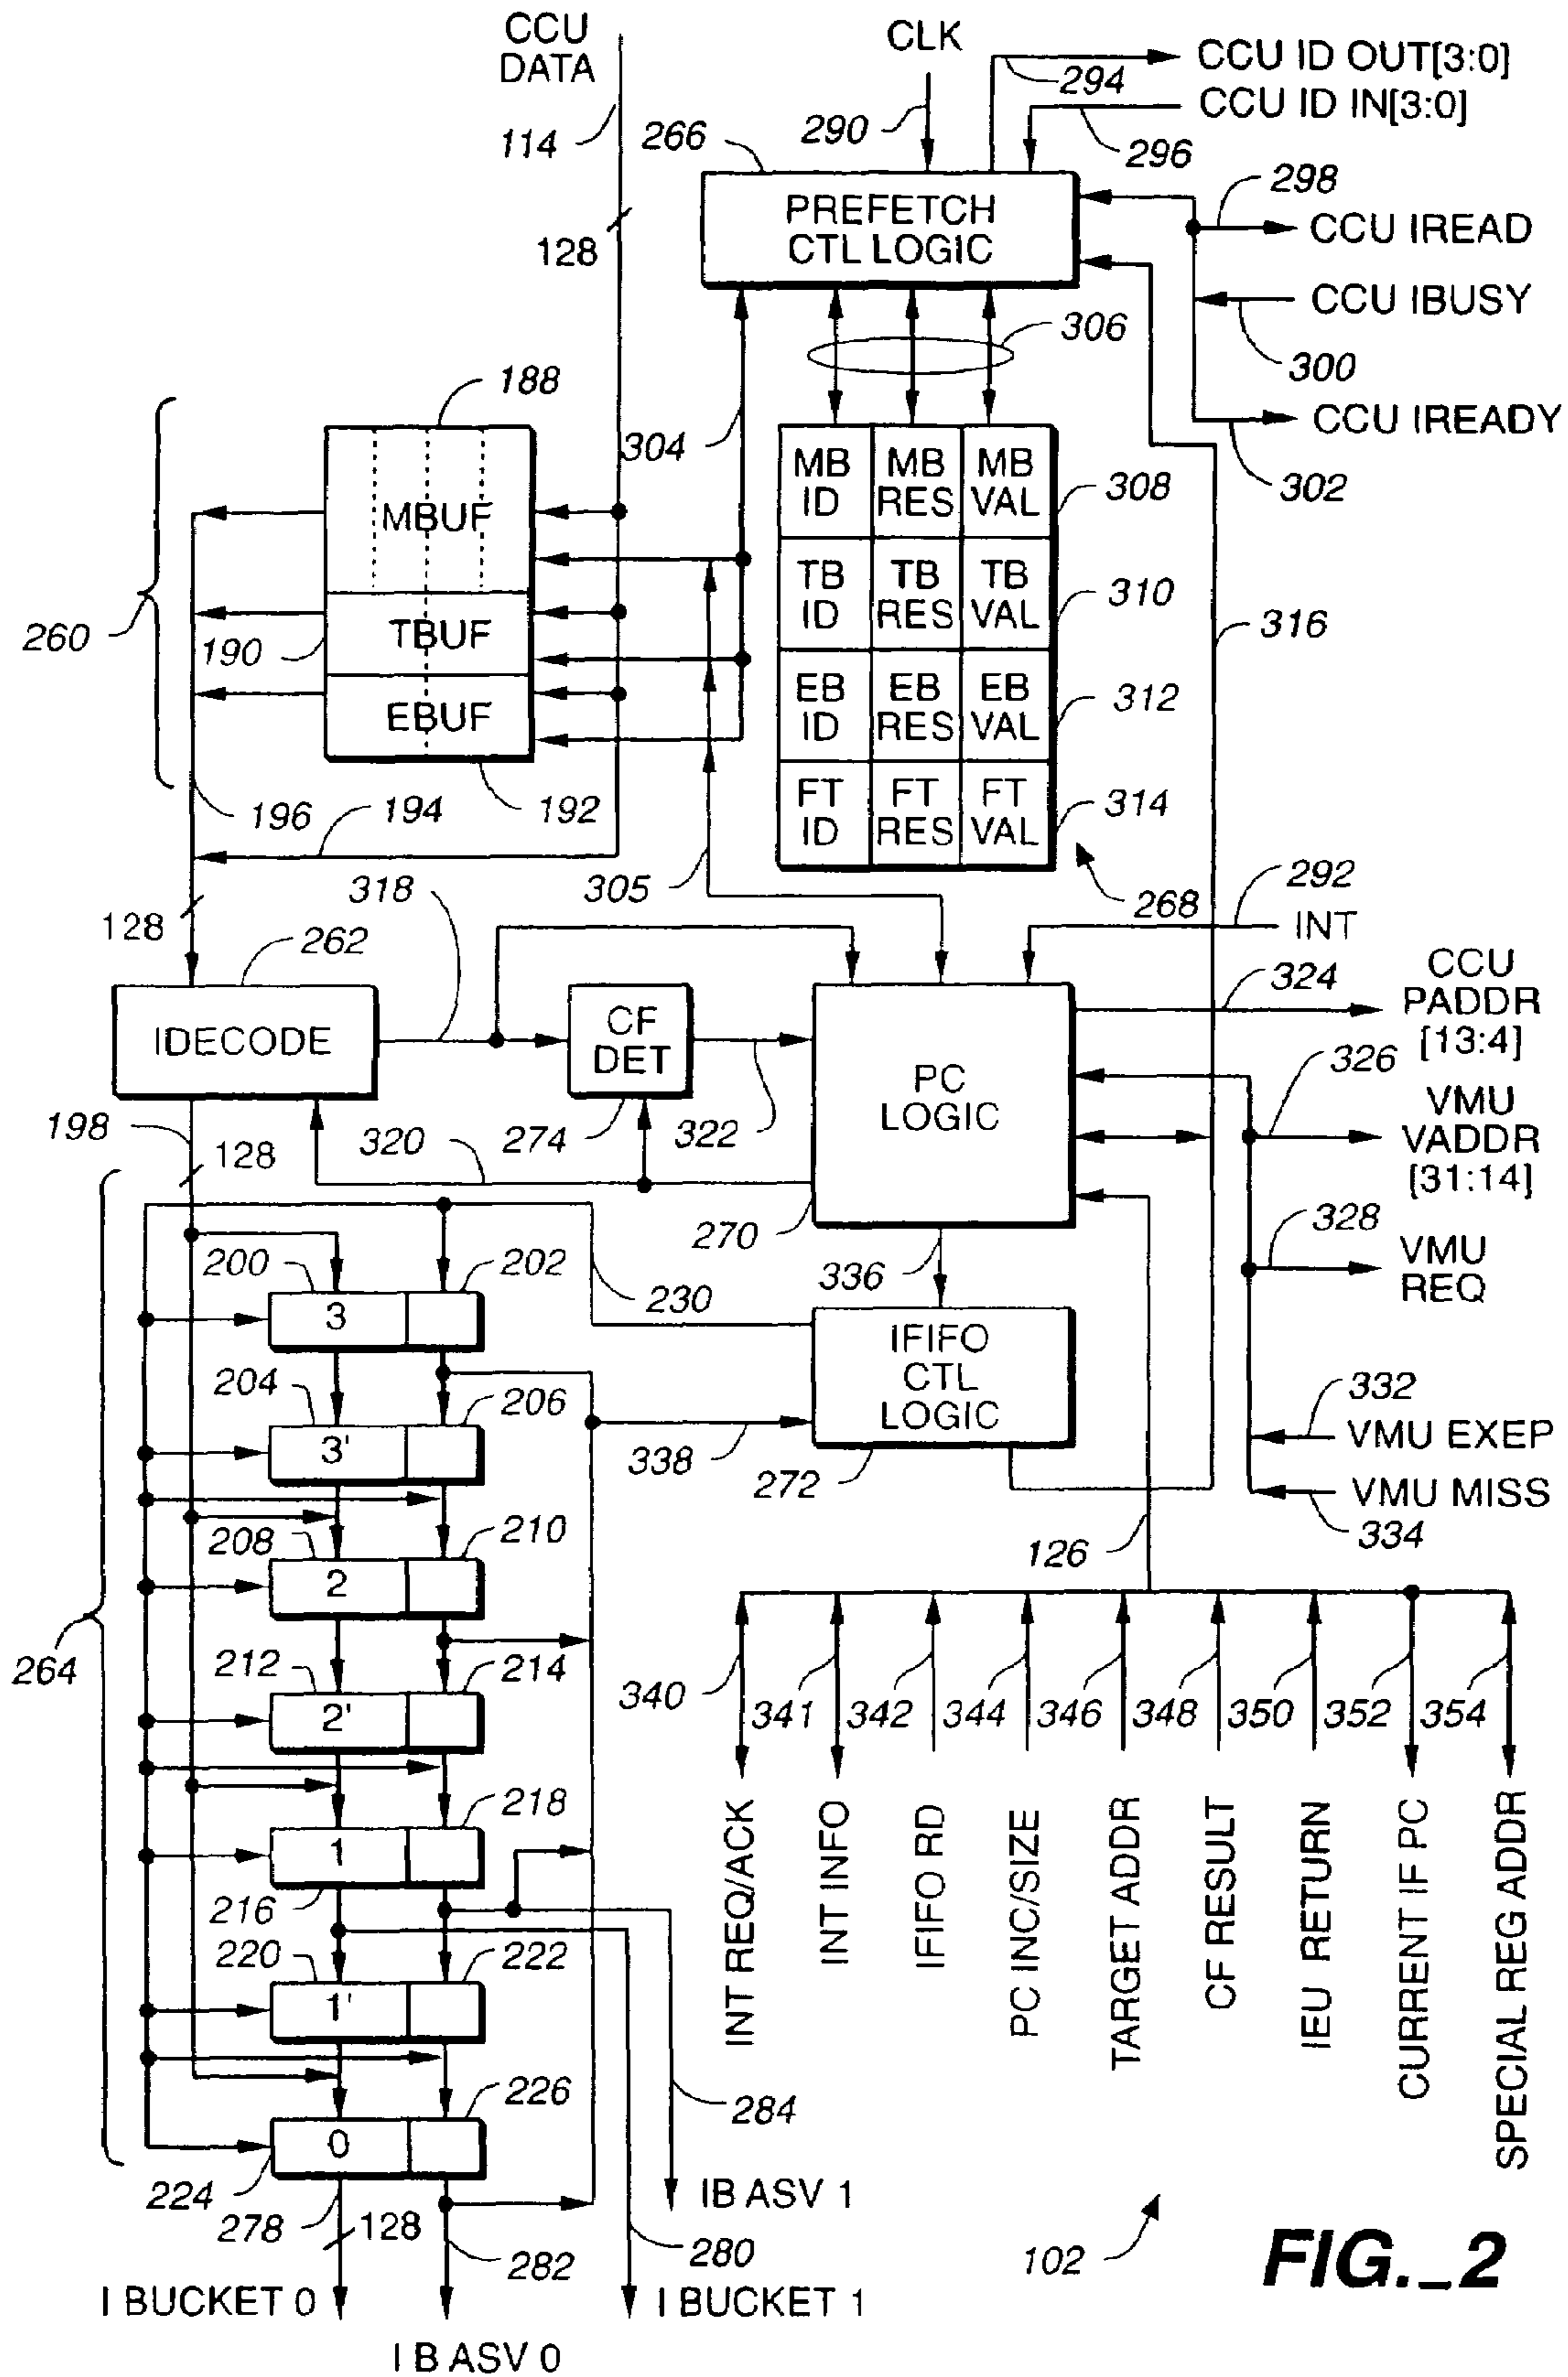 CCU
DATA
CLK
CCU ID OUT[3:0]
294
CCU ID IN[3:0]
114
266
290
296
298
PREFETCH
CTL LOGIC
128
CCU IREAD
CCU IBUSY
306
300
188
304
CCU IREADY
302
MBUF
MB ID
MB RES
MB VAL
308
TB ID
TB RES
TB VAL
310
316
260
190
TBUF
EB ID
EB RES
EB VAL
312
EBUF
FT ID
FT RES
FT VAL
314
196
194
192
318
305
268
292
INT
128
262
324
CCU
PADDR
[13:4]
IDECODE
CF
DET
PC
LOGIC
326
VMU
VADDR
[31:14]
198
128
320
274
322
270
328
VMU
REQ
200
202
336
230
3
IFIFO
CTL
LOGIC
204
206
332
VMU EXEP
3'
338
272
VMU MISS
334
208
210
126
2
264
212
214
340
341
342
344
346
348
350
352
354
2'
218
1
216
INT REQ/ACK
INT INFO
IFIFO RD
PC INC/SIZE
TARGET ADDR
CF RESULT
IEU RETURN
CURRENT IF PC
SPECIAL REG ADDR
220
222
1'
226
284
0
224
IB ASV 1
278
128
282
280
102
FIG._2
I BUCKET 0
I BUCKET 1
I B ASV 0